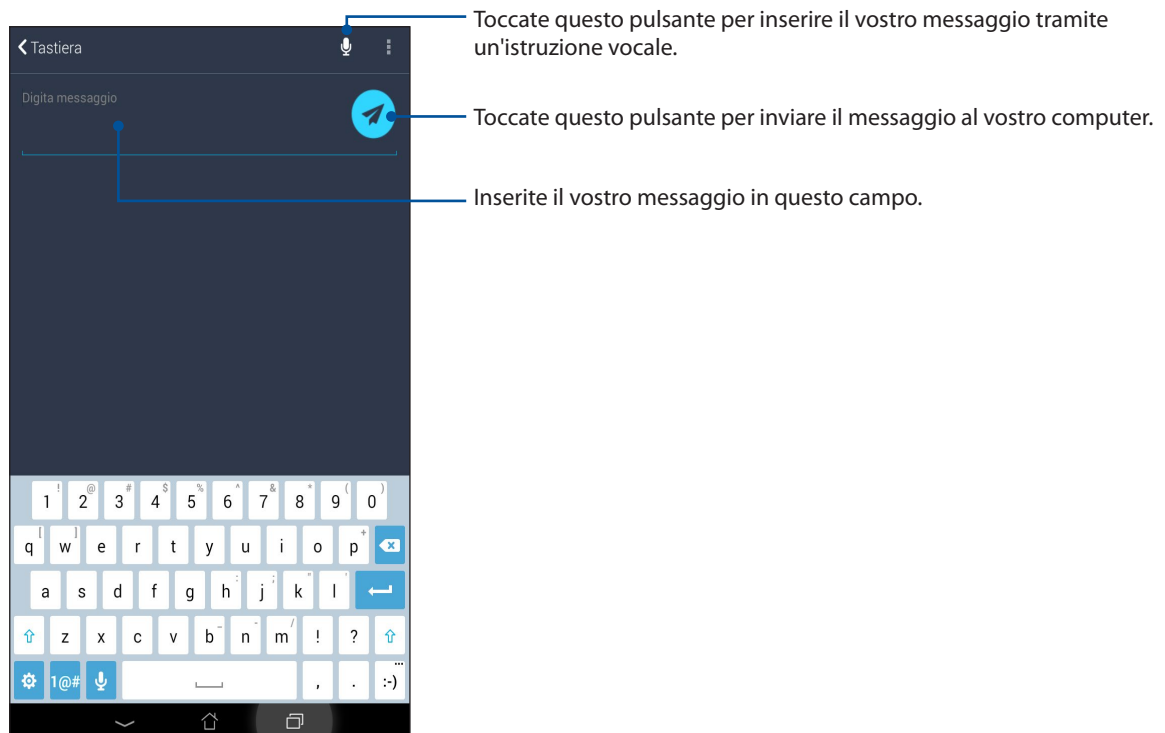 Toccate questo pulsante per inserire il vostro messaggio tramite
un'istruzione vocale.
Tastiera
Digita messaggio
Toccate questo pulsante per inviare il messaggio al vostro computer.
Inserite il vostro messaggio in questo campo.
1 ! 2 @ 3 # 4 $ 5 % 6 ^ 7 & 8 * 9 ( 0 )
q [ w ] e r t y u i o p +
a s d f g h : j ; k " l '
z x c v b _ n - m / ! ?
1@# , . ... :-)